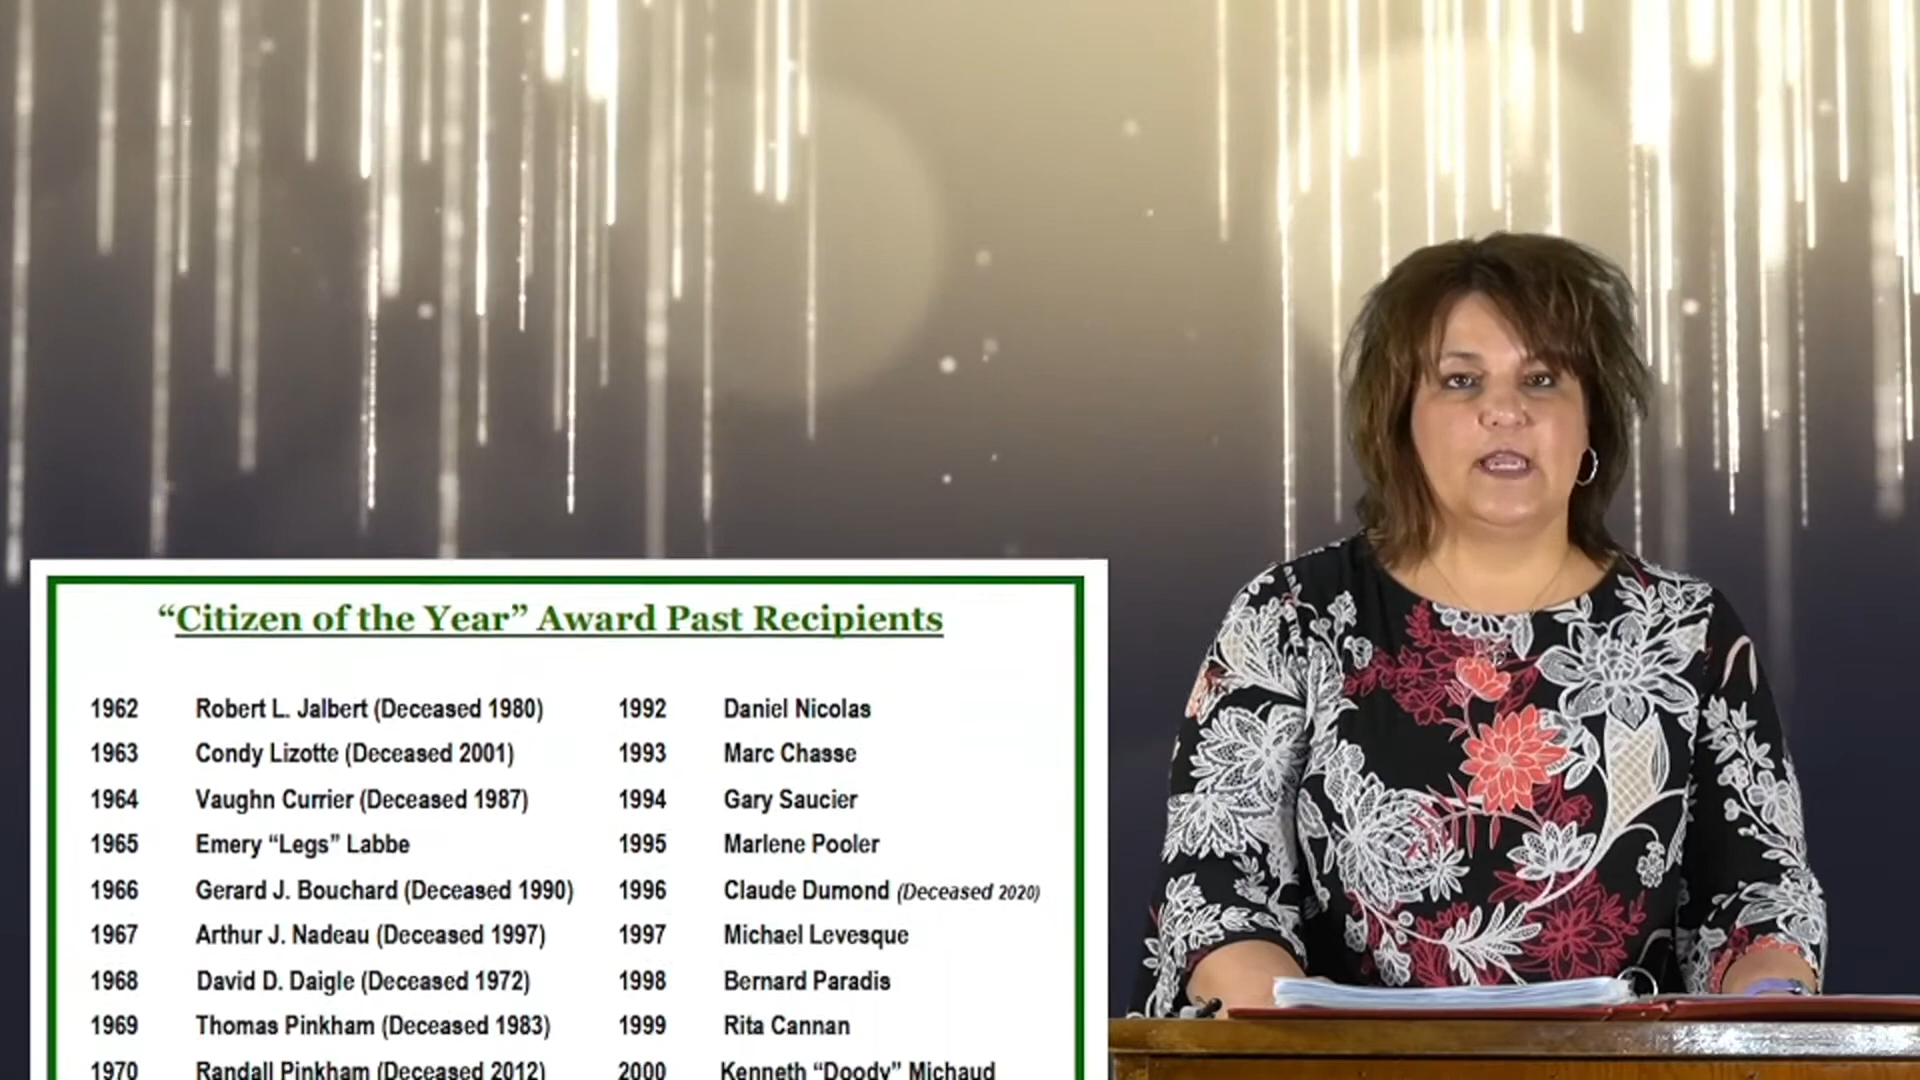 “Citizen of the Year” Award Past Recipients
1962 Robert L. Jalbert (Deceased 1980) 1992 Daniel Nicolas
1963 Condy Lizotte (Deceased 2001) 1993 Marc Chasse
1964 Vaughn Currier (Deceased 1987) 1994 Gary Saucier
1965 Emery “Legs” Labbe 1995 Marlene Pooler
1966 Gerard J. Bouchard (Deceased 1990) 1996 Claude Dumond (Deceased 2020)
1967 Arthur J. Nadeau (Deceased 1997) 1997 Michael Levesque
1968 David D. Daigle (Deceased 1972) 1998 Bernard Paradis
1969 Thomas Pinkham (Deceased 1983) 1999 Rita Cannan
1970 Randall Pinkham (Deceased 2012) 2000 Kenneth “Doody” Michaud